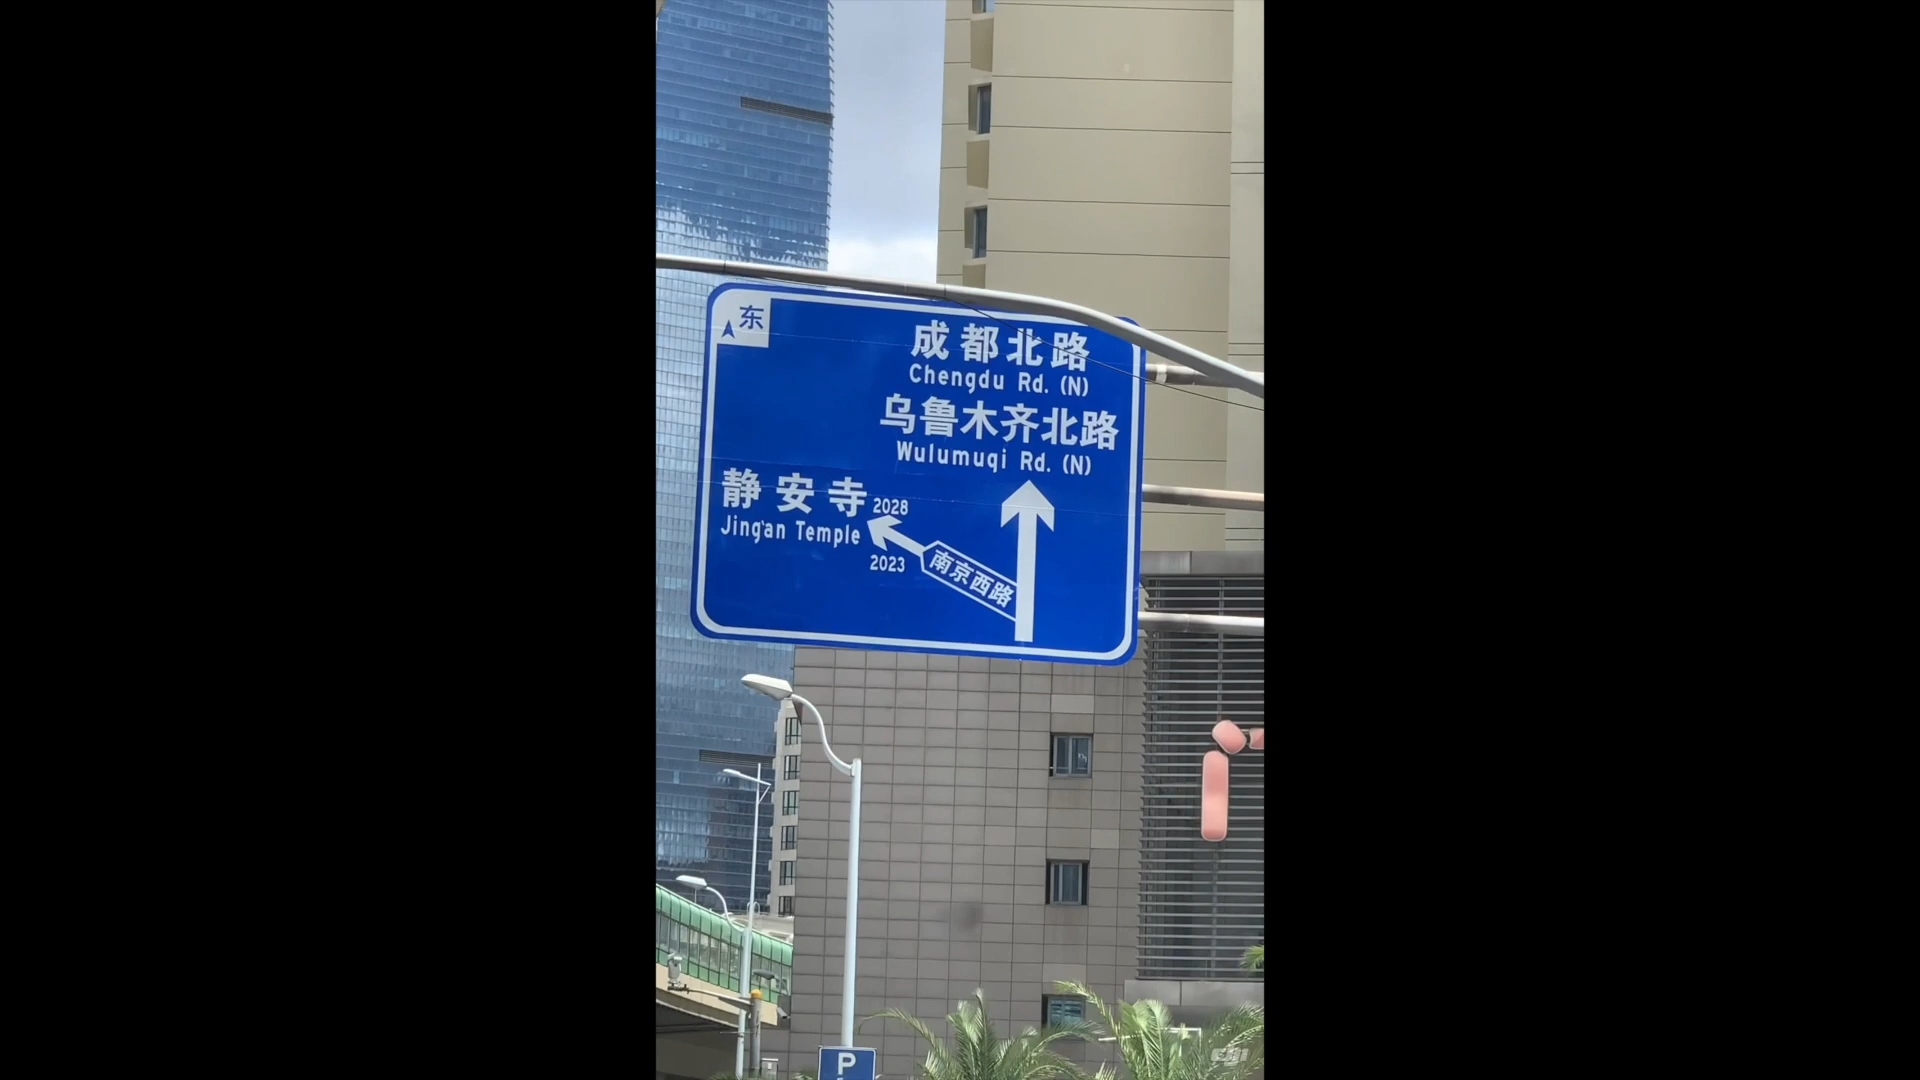 东
成都北路
Chengdu Rd. (N)
乌鲁木齐北路
Wulumuqi Rd. (N)
静安寺
Jing'an Temple
2028
2023
南京西路
P
dji